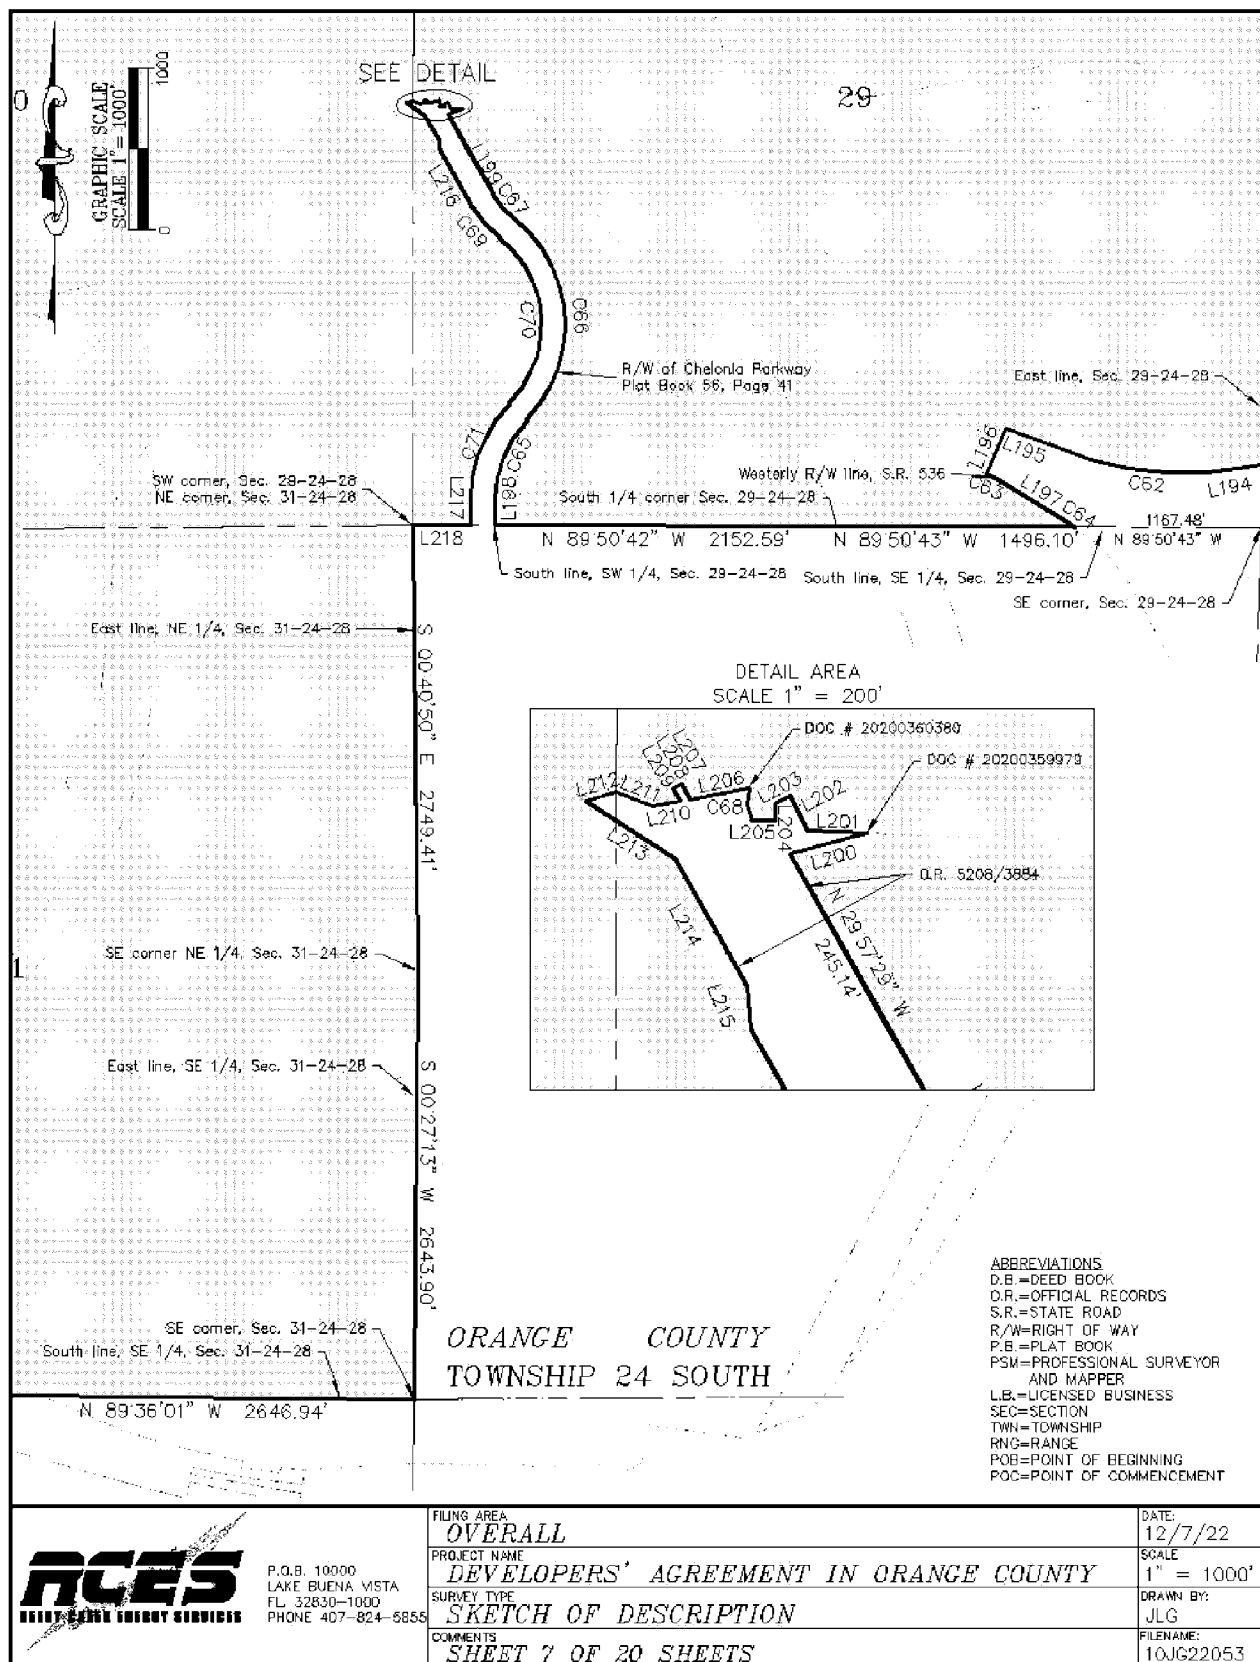 SEE DETAIL
0
29
GRAPHIC SCALE
SCALE 1" = 1000'
0
1000
L199
C67
L216
C69
C70
C66
R/W of Chelonia Parkway
Plat Book 56, Page 41
East line, Sec. 29-24-28
L196
L195
C71
C65
SW corner, Sec. 29-24-28
NE corner, Sec. 31-24-28
Westerly R/W line, S.R. 536
C63
L197
C64
C62
L194
L217
L198
South 1/4 corner Sec. 29-24-28
1167.48'
L218
N 89°50'42" W 2152.59'
N 89°50'43" W 1496.10'
N 89°50'43" W
South line, SW 1/4, Sec. 29-24-28
South line, SE 1/4, Sec. 29-24-28
SE corner, Sec. 29-24-28
East line, NE 1/4, Sec. 31-24-28
S 00°40'50" E 2749.41'
DETAIL AREA
SCALE 1" = 200'
DOC # 20200360380
DOC # 20200359979
L212
L211
L209
L208
L207
L206
L210
C68
L203
L202
L205
L204
L201
L200
L213
O.R. 5208/3884
L214
N 29°57'29" W
245.14'
L215
SE corner NE 1/4, Sec. 31-24-28
1
East line, SE 1/4, Sec. 31-24-28
S 00°27'13" W 2643.90'
SE corner, Sec. 31-24-28
South line, SE 1/4, Sec. 31-24-28
N 89°36'01" W 2646.94'
ORANGE COUNTY
TOWNSHIP 24 SOUTH
ABBREVIATIONS
D.B.=DEED BOOK
O.R.=OFFICIAL RECORDS
S.R.=STATE ROAD
R/W=RIGHT OF WAY
P.B.=PLAT BOOK
PSM=PROFESSIONAL SURVEYOR
AND MAPPER
L.B.=LICENSED BUSINESS
SEC=SECTION
TWN=TOWNSHIP
RNG=RANGE
POB=POINT OF BEGINNING
POC=POINT OF COMMENCEMENT
RCES
REEDY CREEK ENERGY SERVICES
P.O.B. 10000
LAKE BUENA VISTA
FL 32830-1000
PHONE 407-824-5855
FILING AREA
OVERALL
PROJECT NAME
DEVELOPERS' AGREEMENT IN ORANGE COUNTY
SURVEY TYPE
SKETCH OF DESCRIPTION
COMMENTS
SHEET 7 OF 20 SHEETS
DATE:
12/7/22
SCALE
1" = 1000'
DRAWN BY:
JLG
FILENAME:
10JG22053